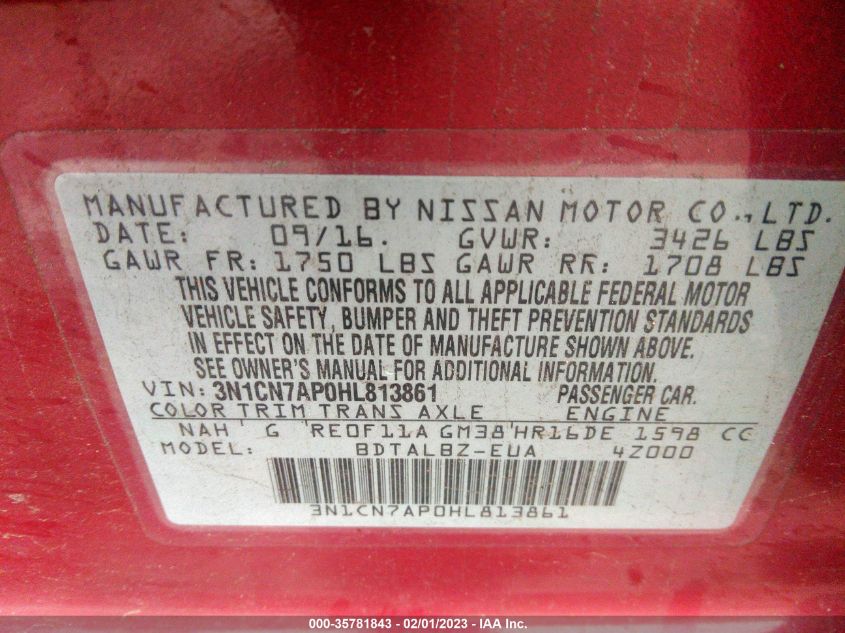 MANUFACTURED BY NISSAN MOTOR CO., LTD.
DATE: 09/16. GVWR: 3426 LBS
GAWR FR: 1750 LBS GAWR RR: 1708 LBS
THIS VEHICLE CONFORMS TO ALL APPLICABLE FEDERAL MOTOR
VEHICLE SAFETY, BUMPER AND THEFT PREVENTION STANDARDS
IN EFFECT ON THE DATE OF MANUFACTURE SHOWN ABOVE.
SEE OWNER'S MANUAL FOR ADDITIONAL INFORMATION.
VIN: 3N1CN7AP0HL813861 PASSENGER CAR.
COLOR TRIM TRANS AXLE ENGINE
NAH G RE0F11A GM38 HR16DE 1598 CC
MODEL: BDTALBZ-EUA 4Z000
3N1CN7AP0HL813861
000-35781843 - 02/01/2023 - IAA Inc.